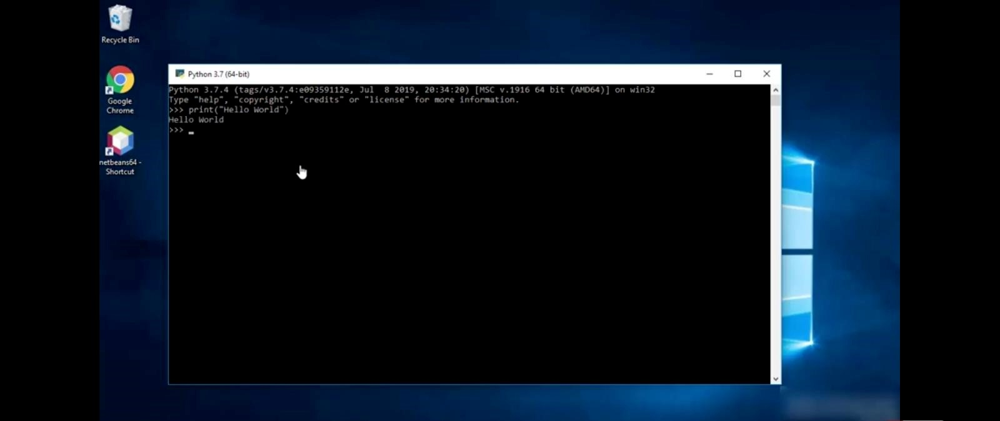 Recycle Bin
Google
Chrome
netbeans64 -
Shortcut
Python 3.7 (64-bit)
Python 3.7.4 (tags/v3.7.4:e09359112e, Jul  8 2019, 20:34:20) [MSC v.1916 64 bit (AMD64)] on win32
Type "help", "copyright", "credits" or "license" for more information.
>>> print("Hello World")
Hello World
>>> _